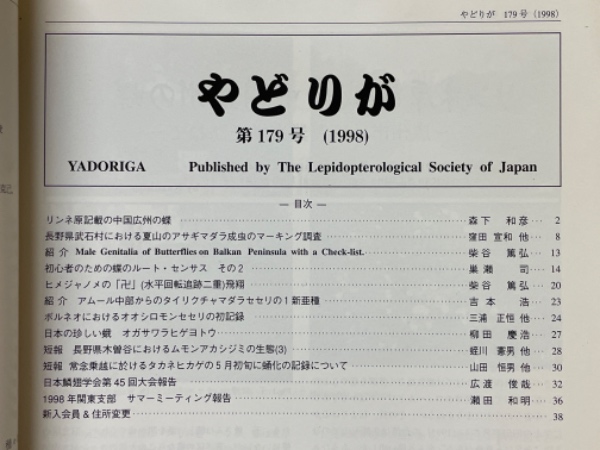 やどりが 179号 (1998)
やどりが
第179号 (1998)
YADORIGA Published by The Lepidopterological Society of Japan
― 目次 ―
リンネ原記載の中国広州の蝶 ………… 森下 和彦… 2
長野県武石村における夏山のアサギマダラ成虫のマーキング調査 ………… 窪田 宣和 他… 8
紹 介 Male Genitalia of Butterflies on Balkan Peninsula with a Check-list. ………… 柴谷 篤弘… 13
初心者のための蝶のルート・センサス その2 ………… 巣瀬 司… 14
ヒメジャノメの「卍」(水平回転追跡二重)飛翔 ………… 柴谷 篤弘… 20
紹 介 アムール中部からのタイリクチャマダラセセリの1新亜種 ………… 吉本 浩… 23
ボルネオにおけるオオシロモンセセリの初記録 ………… 三浦 正恒 他… 24
日本の珍しい蛾 オガサワラヒゲヨトウ ………… 柳田 慶浩… 27
短報 長野県木曽谷におけるムモンアカシジミの生態(3) ………… 蛭川 憲男 他… 28
短報 常念乗越に於けるタカネヒカゲの5月初旬に蛹化の記録について ………… 山田 恒男 他… 30
日本鱗翅学会第45回大会報告 ………… 広渡 俊哉… 32
1998年関東支部 サマーミーティング報告 ………… 瀬田 和明… 36
新入会員&住所変更 ………… 38